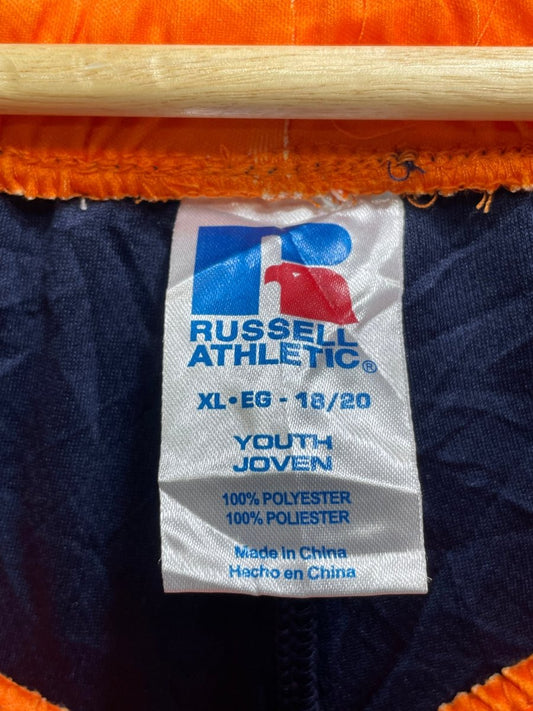 R
RUSSELL
ATHLETIC®
XL•EG - 18/20
YOUTH
JOVEN
100% POLYESTER
100% POLIESTER
Made in China
Hecho en China